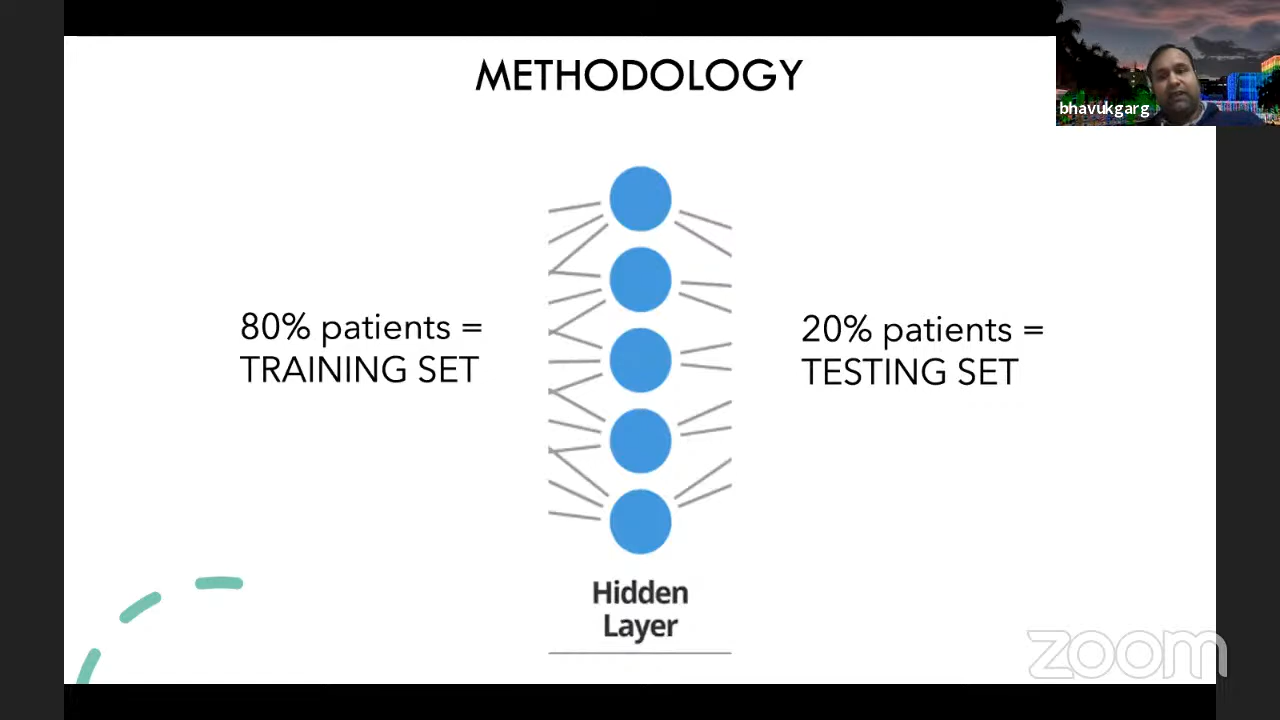 METHODOLOGY
bhavukgarg
80% patients =
TRAINING SET
20% patients =
TESTING SET
Hidden
Layer
zoom